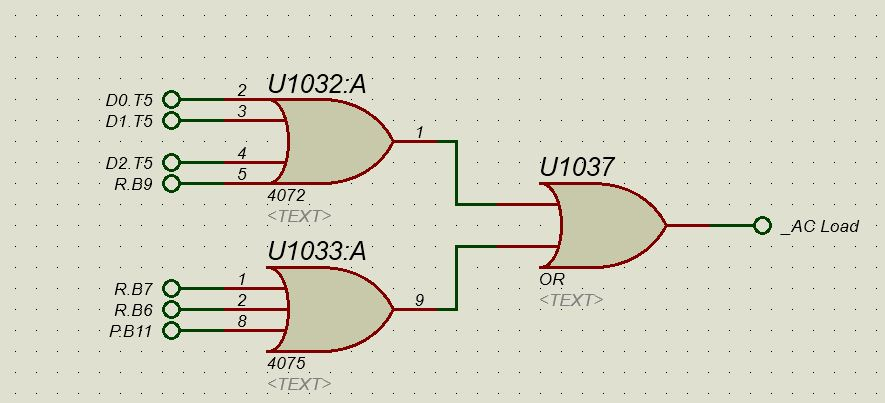 U1032:A
D0.T5 2
D1.T5 3
1
D2.T5 4
R.B9 5
4072
<TEXT>
U1037
_AC Load
OR
<TEXT>
U1033:A
R.B7 1
R.B6 2
9
P.B11 8
4075
<TEXT>